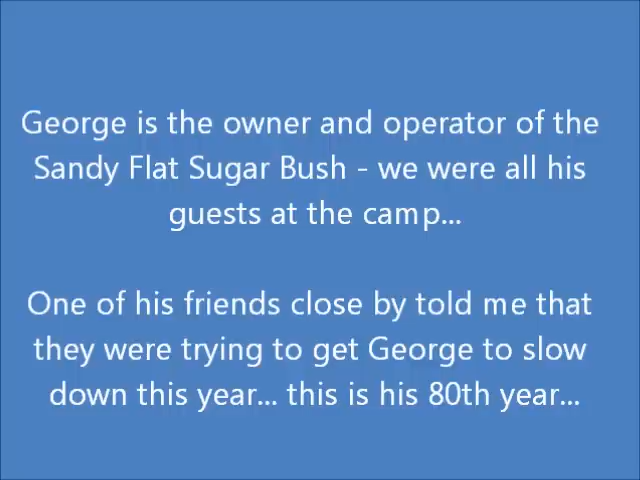 George is the owner and operator of the
Sandy Flat Sugar Bush - we were all his
guests at the camp...
One of his friends close by told me that
they were trying to get George to slow
down this year... this is his 80th year...